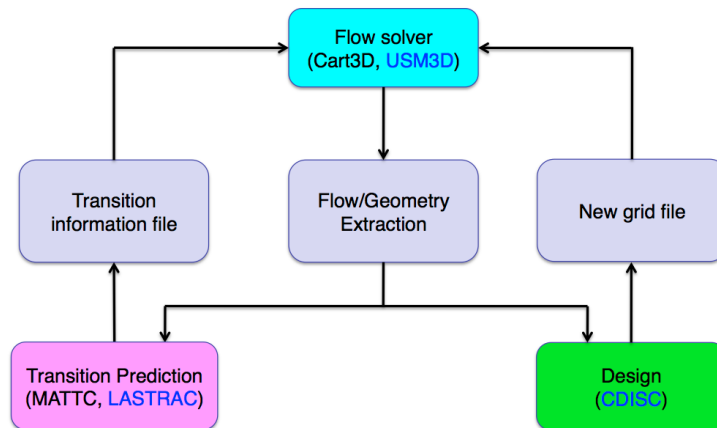 Flow solver
(Cart3D, USM3D)
Transition
information file
Flow/Geometry
Extraction
New grid file
Transition Prediction
(MATTC, LASTRAC)
Design
(CDISC)